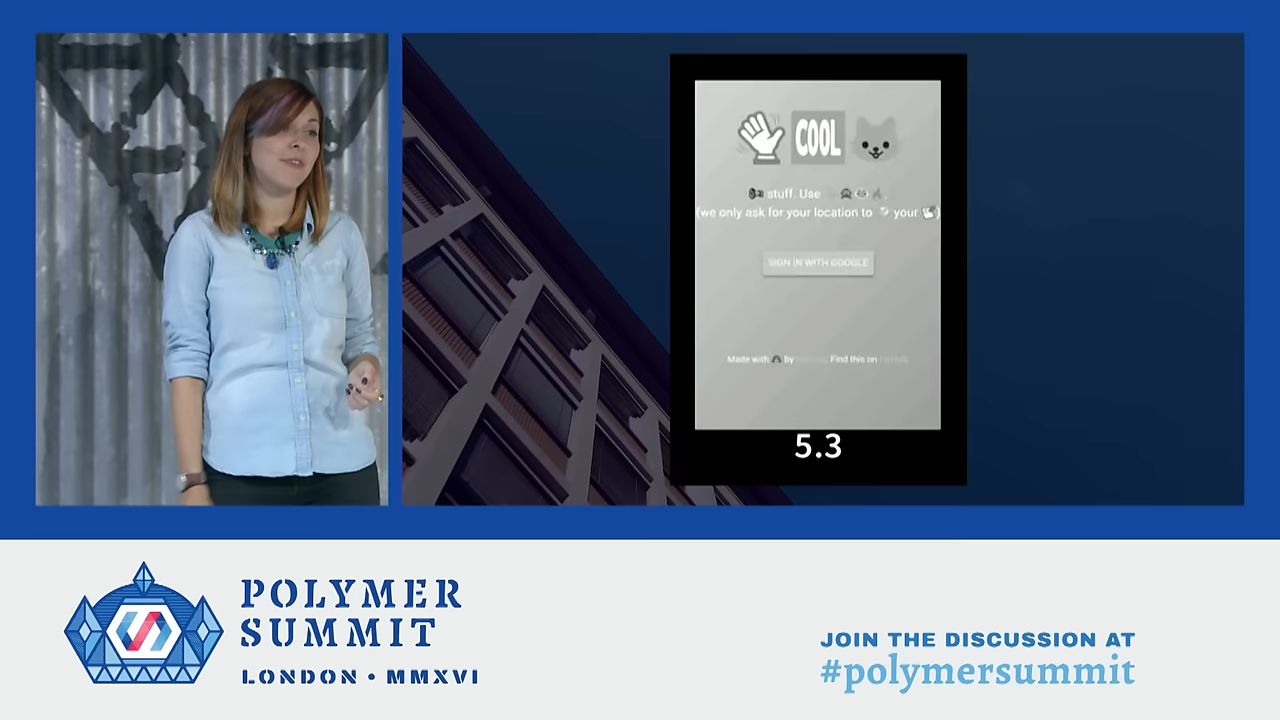 COOL
stuff. Use
(we only ask for your location to your )
SIGN IN WITH GOOGLE
Made with by . Find this on
5.3
POLYMER
SUMMIT
LONDON • MMXVI
JOIN THE DISCUSSION AT
#polymersummit